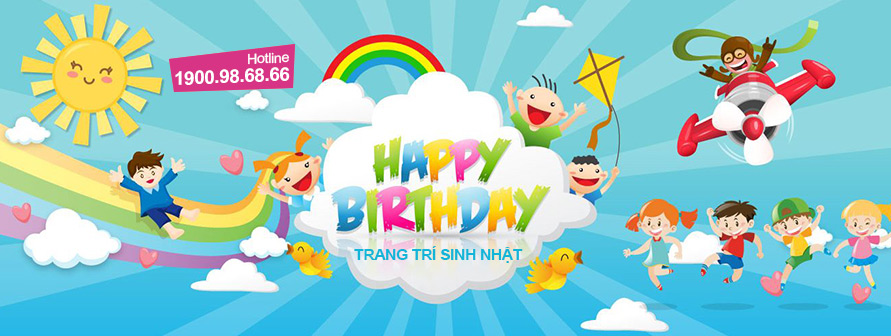 Hotline
1900.98.68.66
HAPPY
BIRTHDAY
TRANG TRÍ SINH NHẬT